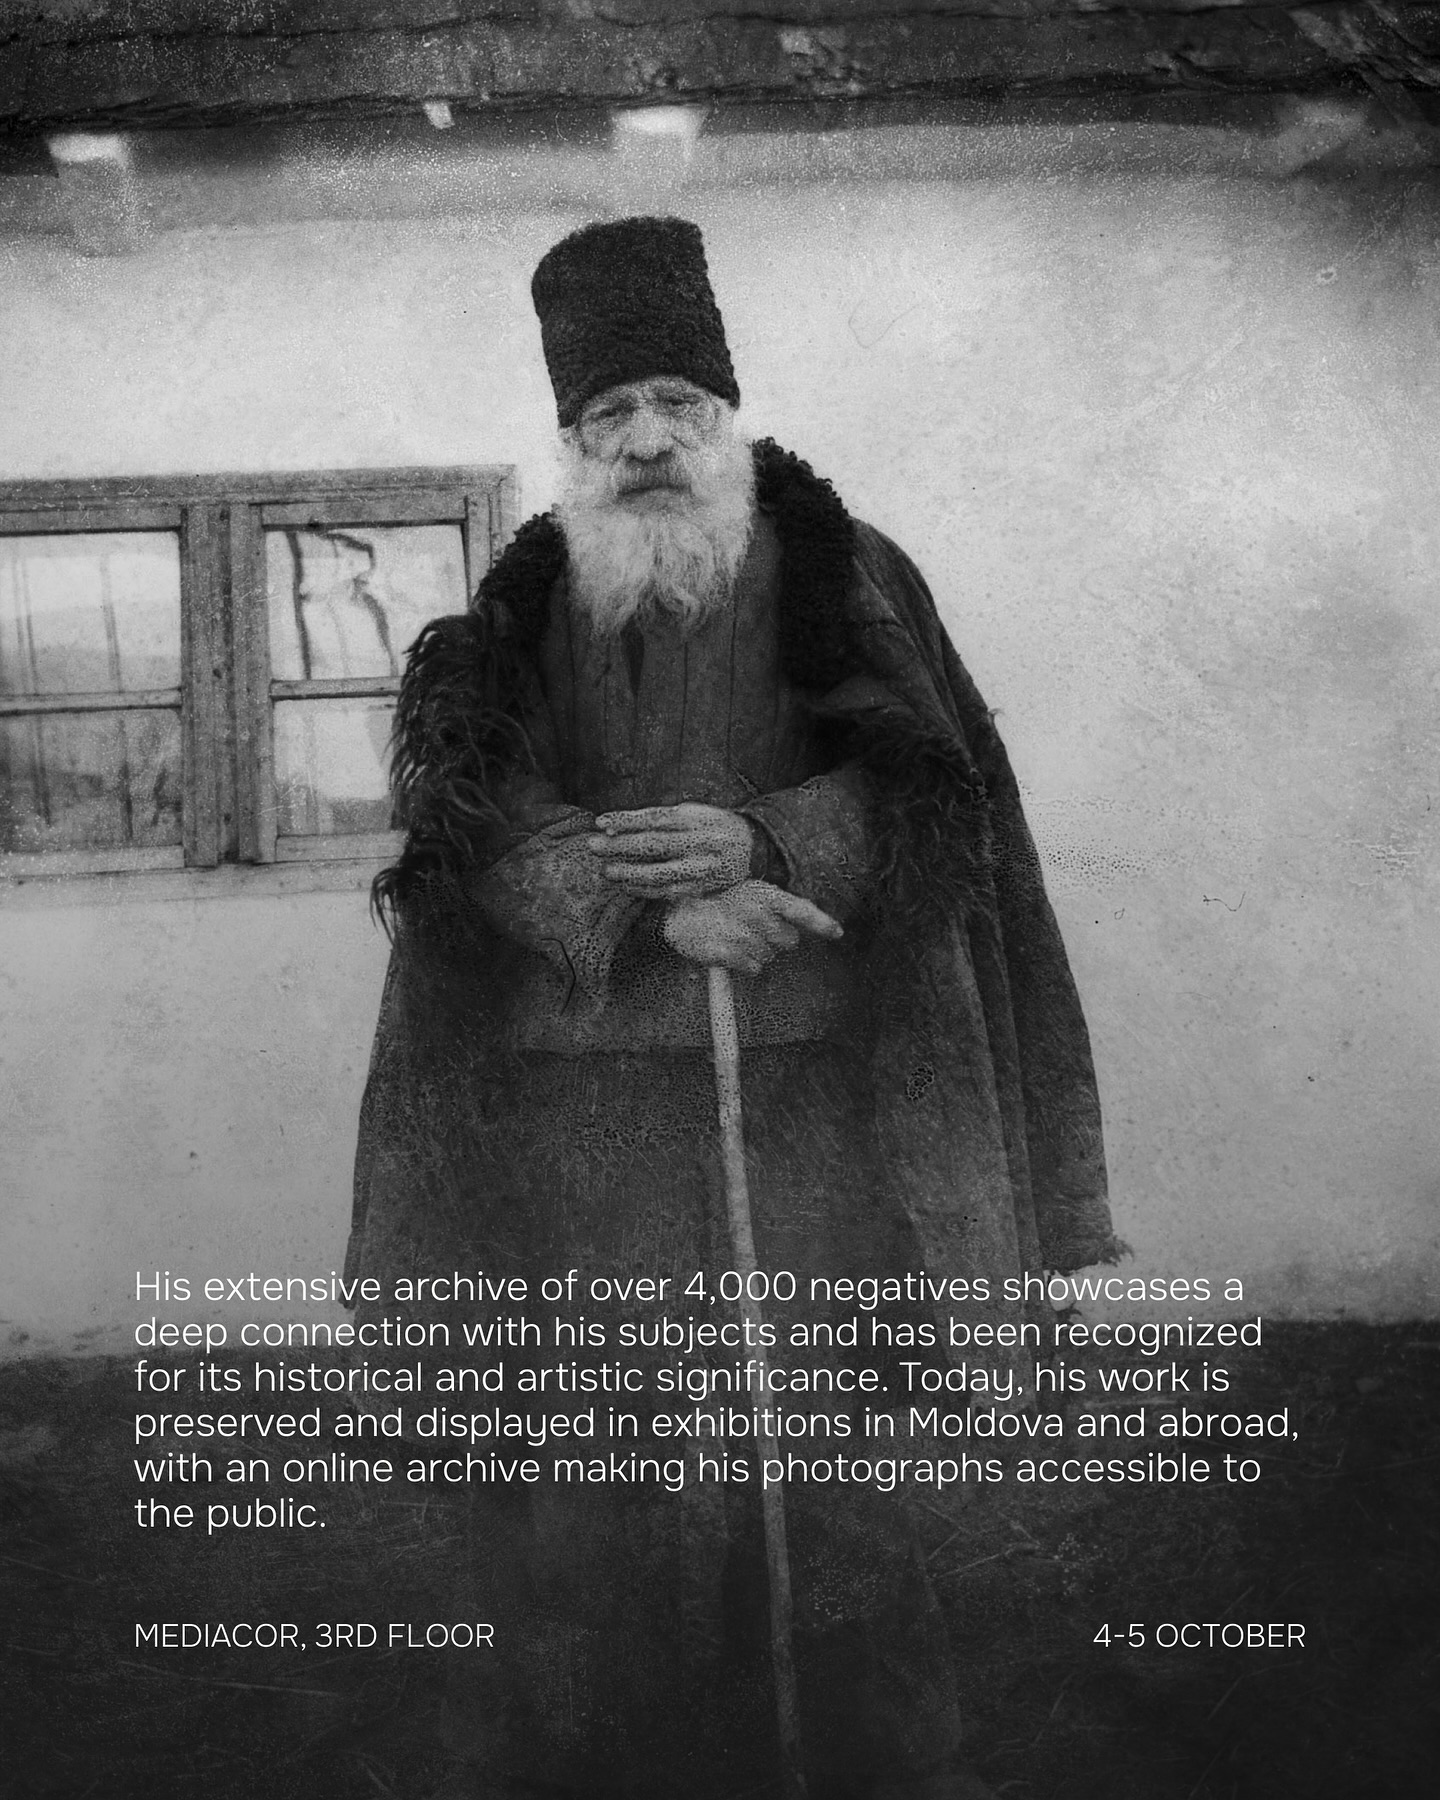 His extensive archive of over 4,000 negatives showcases a
deep connection with his subjects and has been recognized
for its historical and artistic significance. Today, his work is
preserved and displayed in exhibitions in Moldova and abroad,
with an online archive making his photographs accessible to
the public.
MEDIACOR, 3RD FLOOR
4-5 OCTOBER